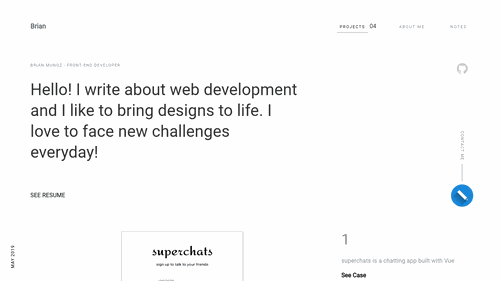 Brian
PROJECTS 04
ABOUT ME
NOTES
BRIAN MUNOZ - FRONT END DEVELOPER
Hello! I write about web development
and I like to bring designs to life. I
love to face new challenges
everyday!
CONTACT ME
SEE RESUME
MAY 2019
superchats
sign up to talk to your friends
1
superchats is a chatting app built with Vue
See Case